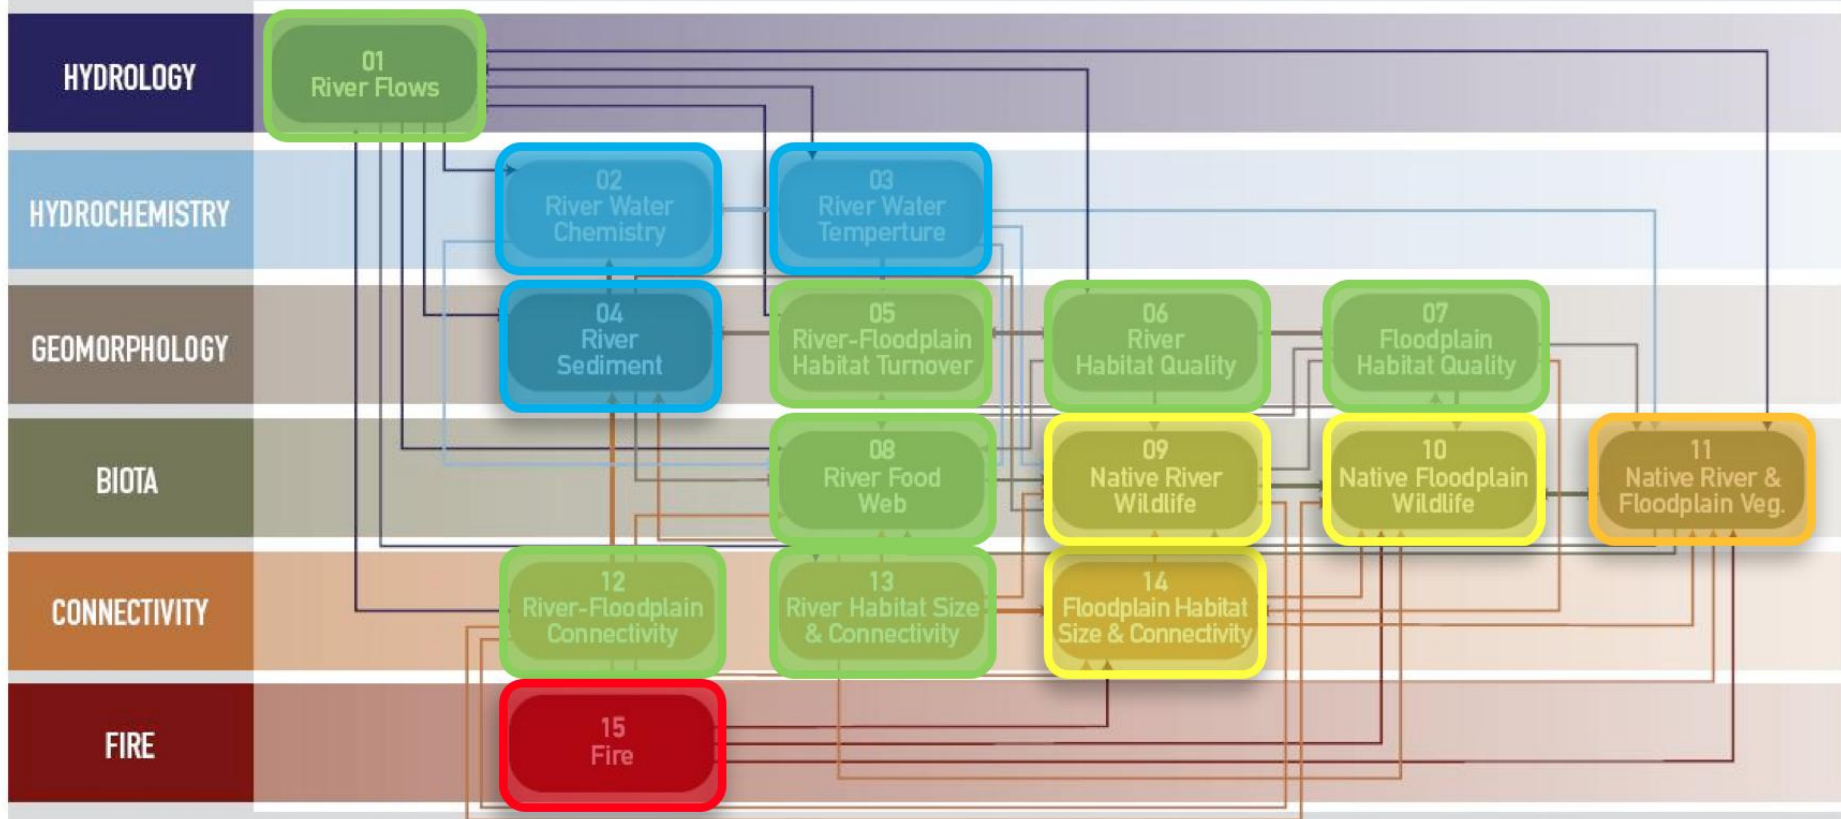 HYDROLOGY
01
River Flows
HYDROCHEMISTRY
02
River Water
Chemistry
03
River Water
Temperture
GEOMORPHOLOGY
04
River
Sediment
05
River-Floodplain
Habitat Turnover
06
River
Habitat Quality
07
Floodplain
Habitat Quality
BIOTA
08
River Food
Web
09
Native River
Wildlife
10
Native Floodplain
Wildlife
11
Native River &
Floodplain Veg.
CONNECTIVITY
12
River-Floodplain
Connectivity
13
River Habitat Size
& Connectivity
14
Floodplain Habitat
Size & Connectivity
FIRE
15
Fire